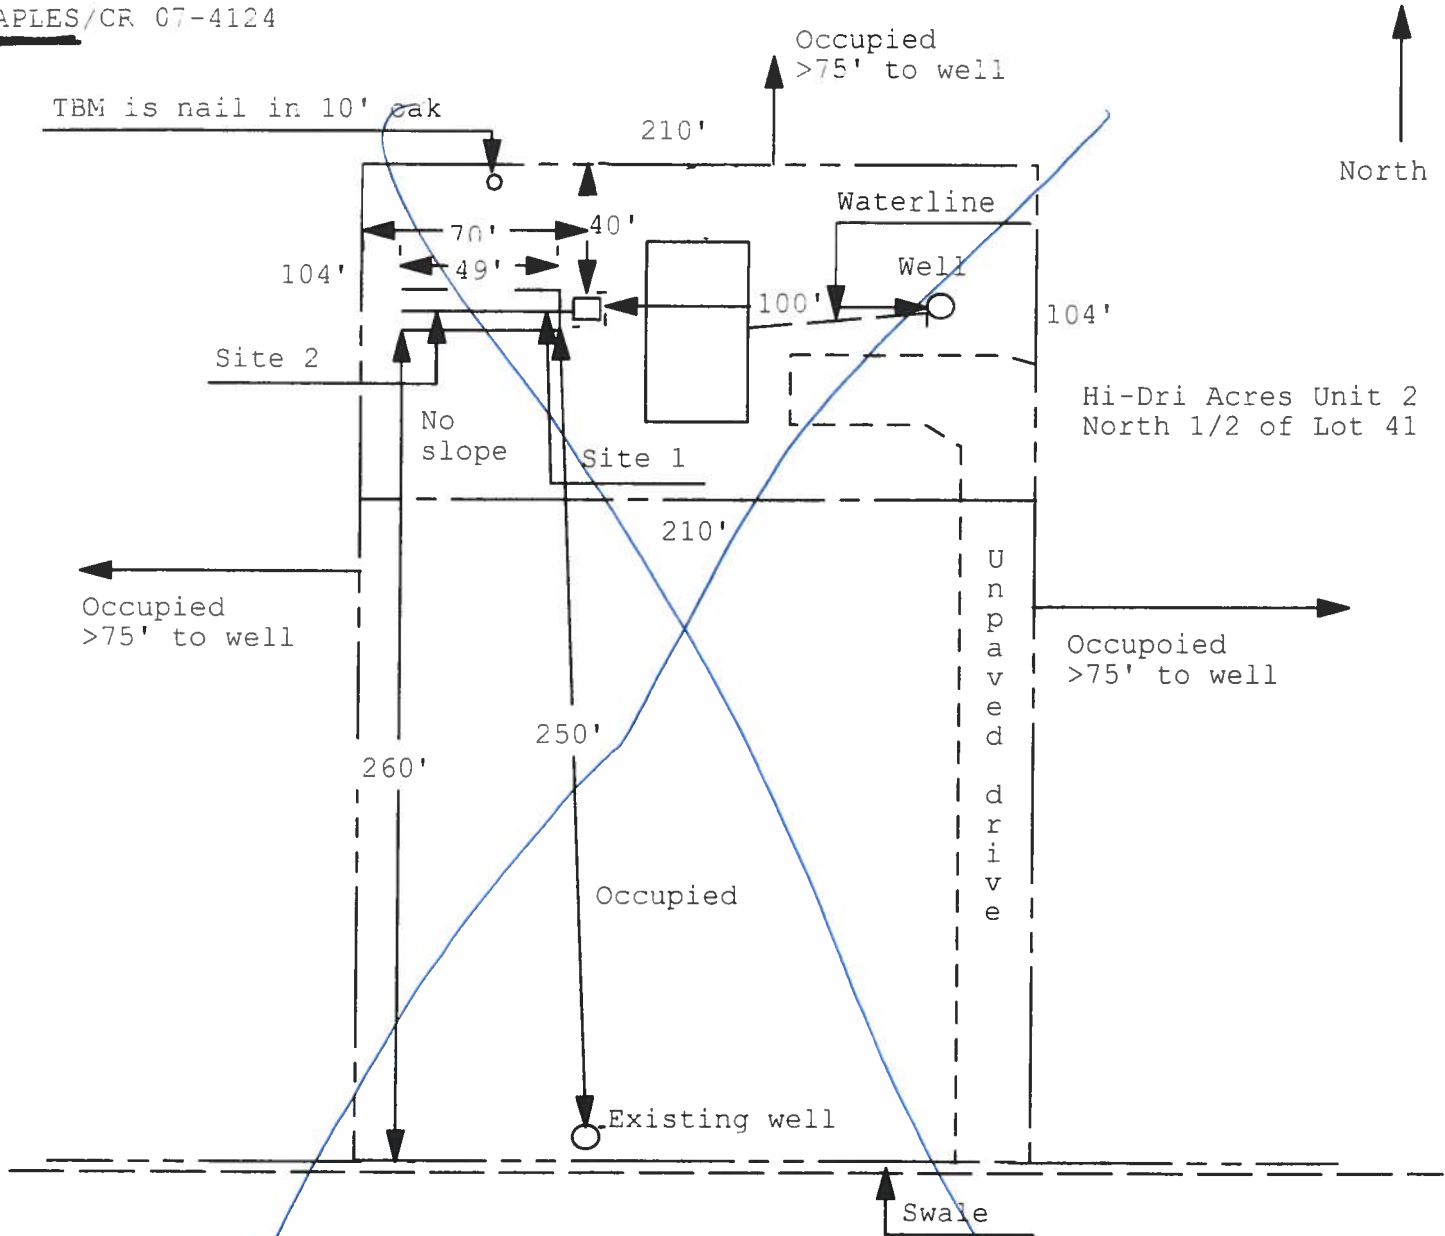 APLES/CR 07-4124
Occupied
>75' to well
TBM is nail in 10' oak
210'
North
Waterline
70'
40'
Well
104'
49'
100'
104'
Site 2
Hi-Dri Acres Unit 2
North 1/2 of Lot 41
No
slope
Site 1
210'
Unpaved drive
Occupied
>75' to well
Occupoied
>75' to well
250'
260'
Occupied
Existing well
Swale